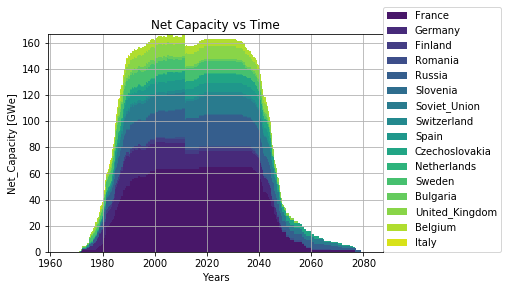 Net Capacity vs Time
Net_Capacity [GWe]
160
140
120
100
80
60
40
20
0
1960
1980
2000
2020
2040
2060
2080
Years
France
Germany
Finland
Romania
Russia
Slovenia
Soviet_Union
Switzerland
Spain
Czechoslovakia
Netherlands
Sweden
Bulgaria
United_Kingdom
Belgium
Italy